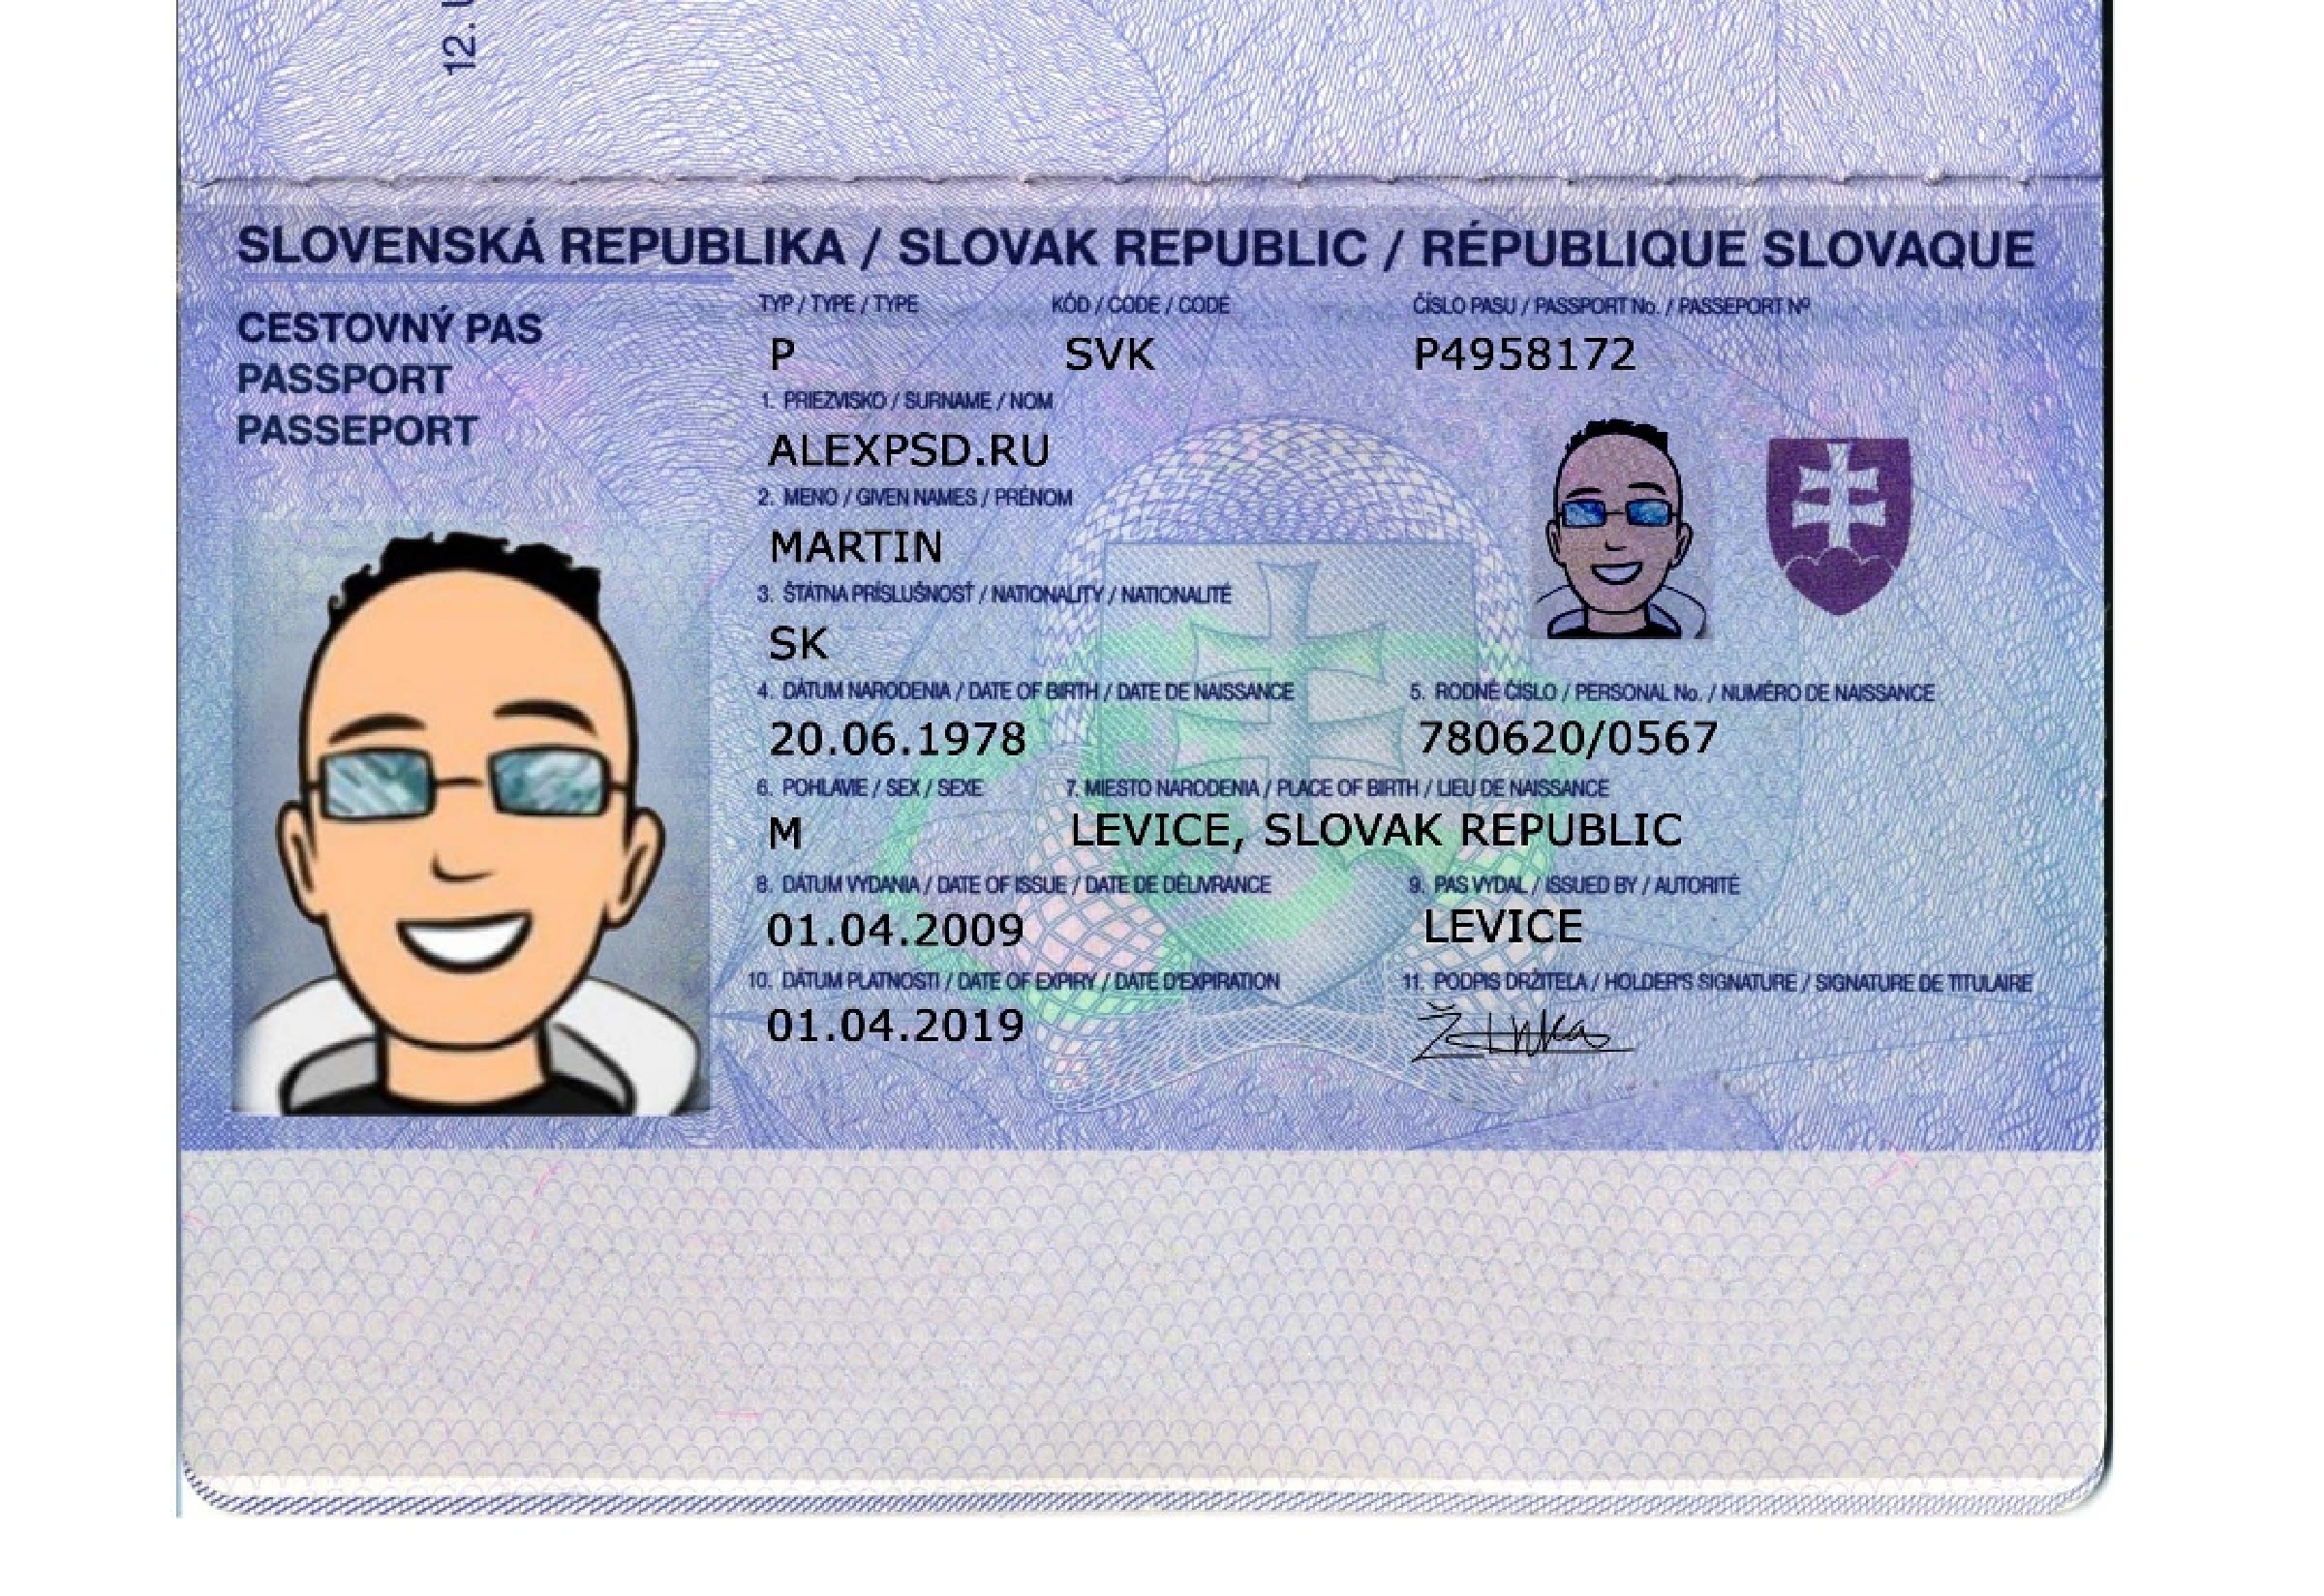 12.
SLOVENSKÁ REPUBLIKA / SLOVAK REPUBLIC / RÉPUBLIQUE SLOVAQUE
CESTOVNÝ PAS
PASSPORT
PASSEPORT
TYP / TYPE / TYPE KÓD / CODE / CODE ČÍSLO PASU / PASSPORT No. / PASSEPORT Nº
P SVK P4958172
1. PRIEZVISKO / SURNAME / NOM
ALEXPSD.RU
2. MENO / GIVEN NAMES / PRÉNOM
MARTIN
3. ŠTÁTNA PRÍSLUŠNOSŤ / NATIONALITY / NATIONALITÉ
SK
4. DÁTUM NARODENIA / DATE OF BIRTH / DATE DE NAISSANCE 5. RODNÉ ČÍSLO / PERSONAL No. / NUMÉRO DE NAISSANCE
20.06.1978 780620/0567
6. POHLAVIE / SEX / SEXE 7. MIESTO NARODENIA / PLACE OF BIRTH / LIEU DE NAISSANCE
M LEVICE, SLOVAK REPUBLIC
8. DÁTUM VYDANIA / DATE OF ISSUE / DATE DE DÉLIVRANCE 9. PAS VYDAL / ISSUED BY / AUTORITÉ
01.04.2009 LEVICE
10. DÁTUM PLATNOSTI / DATE OF EXPIRY / DATE D'EXPIRATION 11. PODPIS DRŽITEĽA / HOLDER'S SIGNATURE / SIGNATURE DE TITULAIRE
01.04.2019